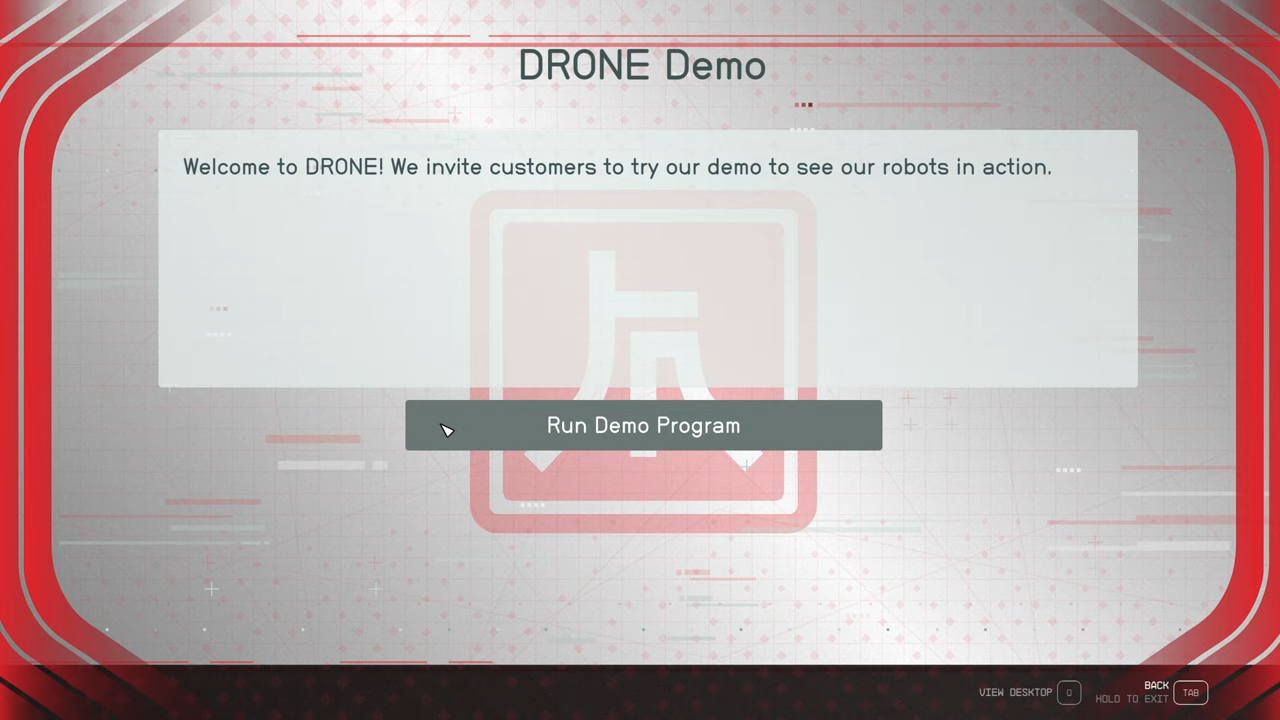 DRONE Demo
Welcome to DRONE! We invite customers to try our demo to see our robots in action.
Run Demo Program
VIEW DESKTOP Q
BACK
HOLD TO EXIT TAB